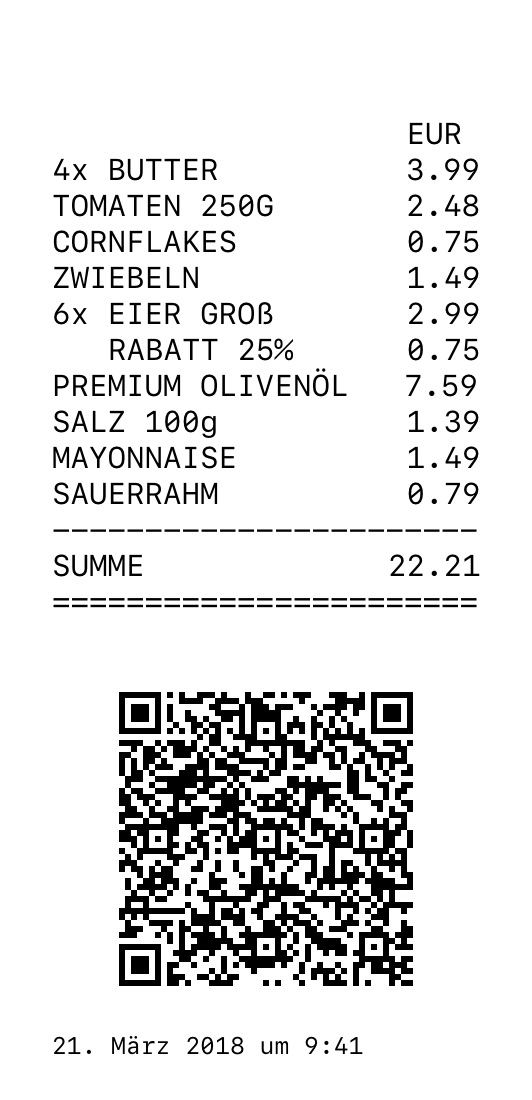 EUR
4x BUTTER 3.99
TOMATEN 250G 2.48
CORNFLAKES 0.75
ZWIEBELN 1.49
6x EIER GROß 2.99
RABATT 25% 0.75
PREMIUM OLIVENÖL 7.59
SALZ 100g 1.39
MAYONNAISE 1.49
SAUERRAHM 0.79
-----------------------
SUMME 22.21
=======================
21. März 2018 um 9:41